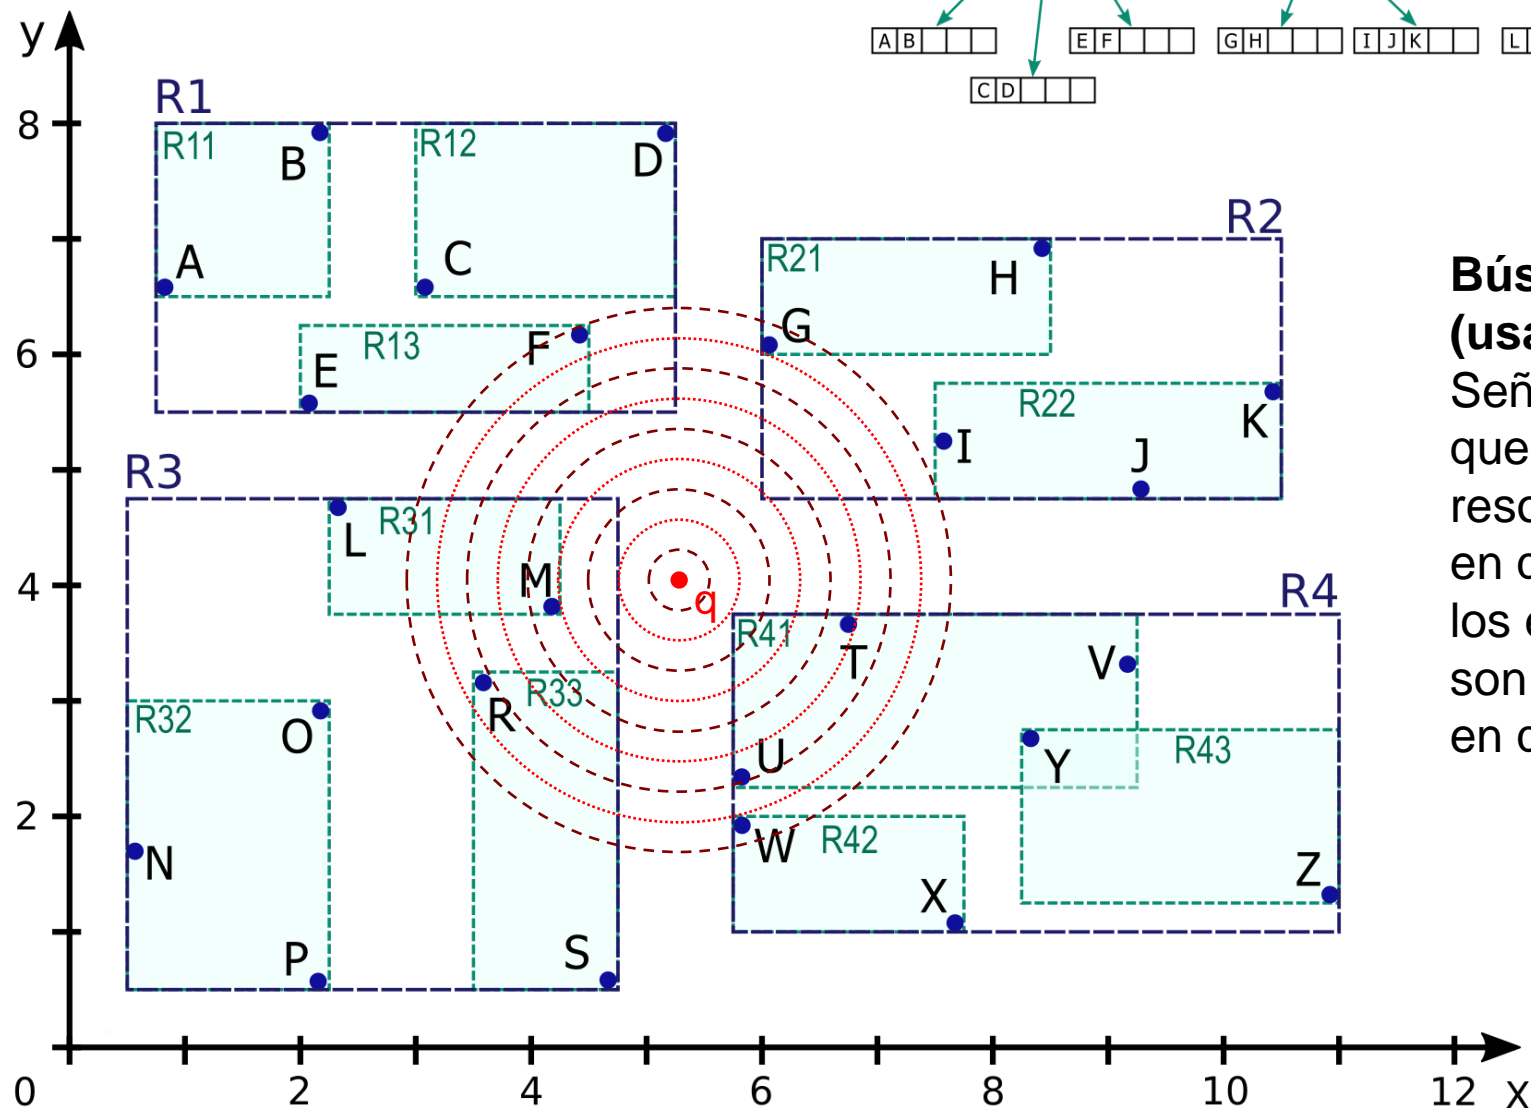 y
A B
E F
G H
I J K
L
C D
R1
8
R11
B
R12
D
A
C
R2
R21
H
G
6
R13
F
E
R22
K
I
J
R3
L
R31
4
M
q
R4
R41
T
V
R32
O
R
R33
U
Y
R43
2
N
W
R42
Z
X
P
S
0
2
4
6
8
10
12
X
Bús
(usa
Señ
que
reso
en c
los e
son
en c